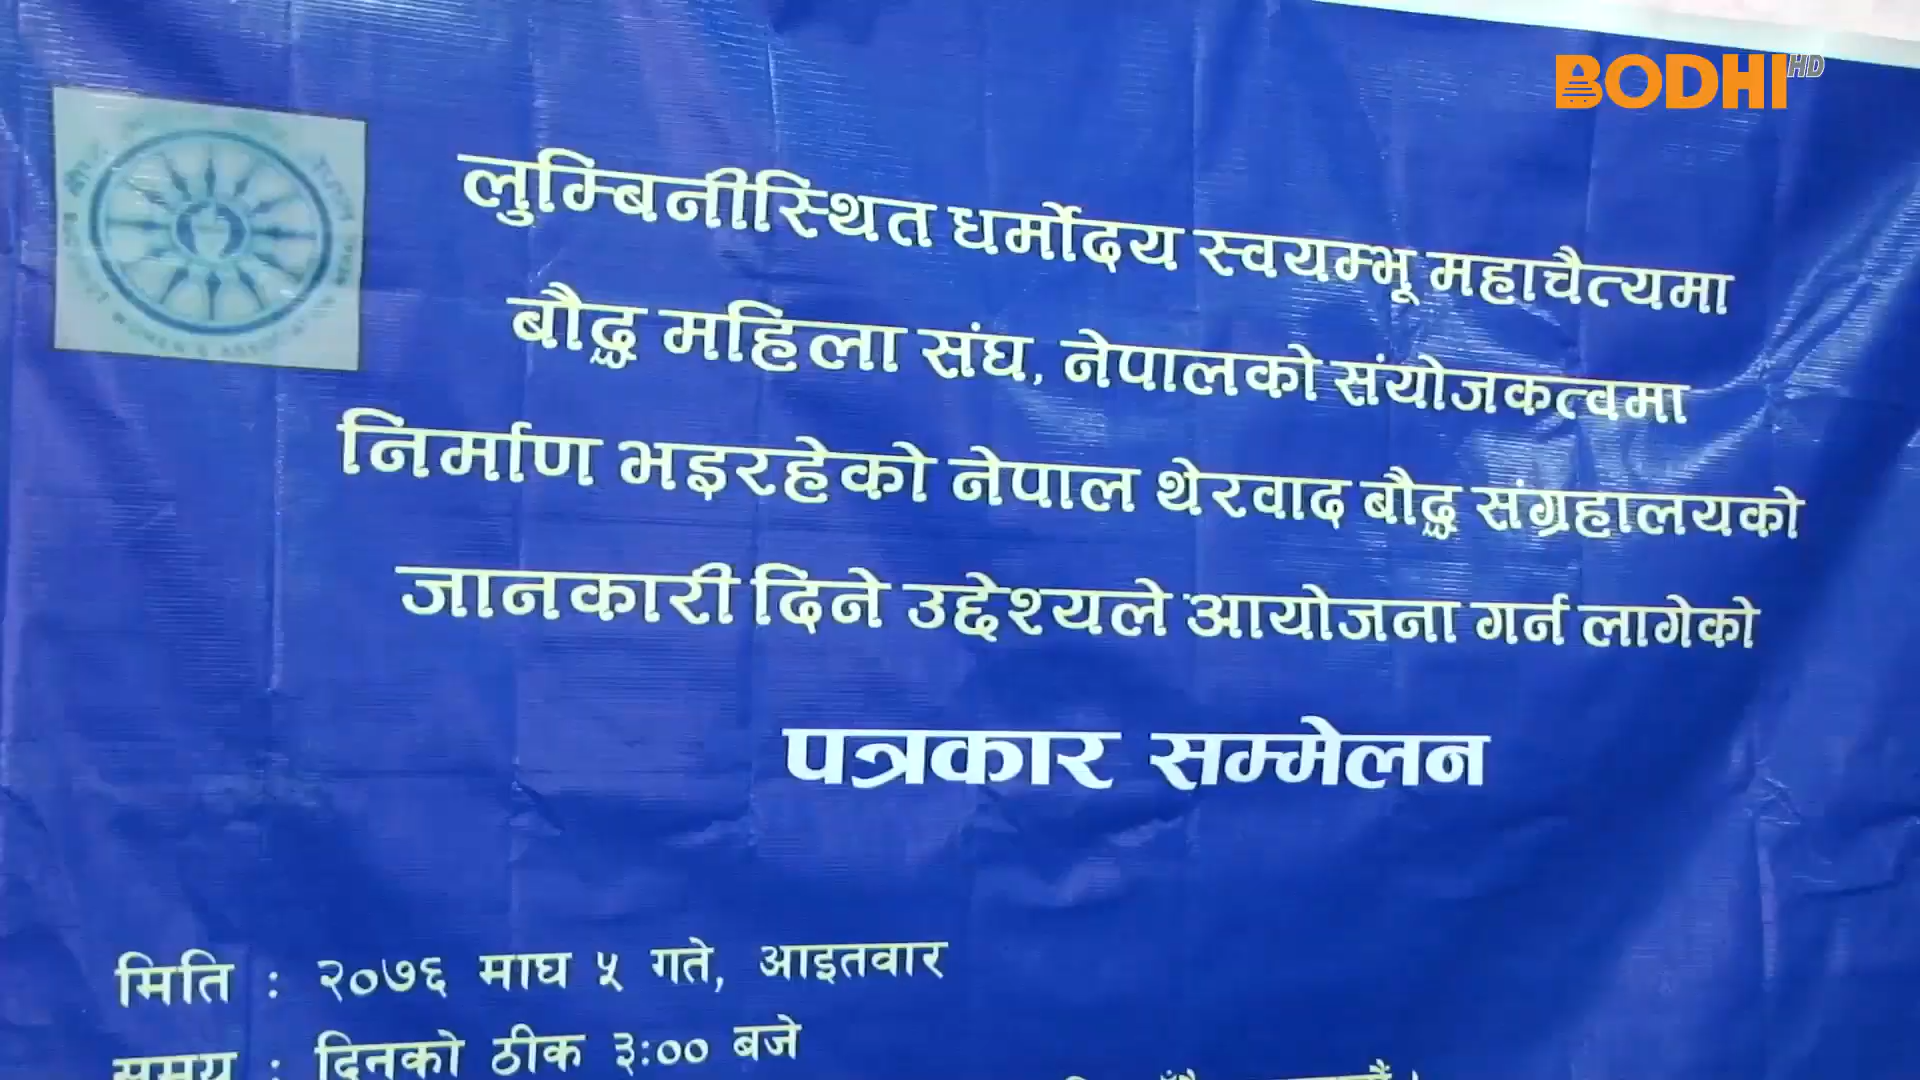 BODHI HD
लुम्बिनीस्थित धर्मोदय स्वयम्भू महाचैत्यमा
बौद्ध महिला संघ, नेपालको संयोजकत्वमा
निर्माण भइरहेको नेपाल थेरवाद बौद्ध संग्रहालयको
जानकारी दिने उद्देश्यले आयोजना गर्न लागेको
पत्रकार सम्मेलन
मिति : २०७६ माघ ५ गते, आइतवार
समय : दिनको ठीक ३:०० बजे